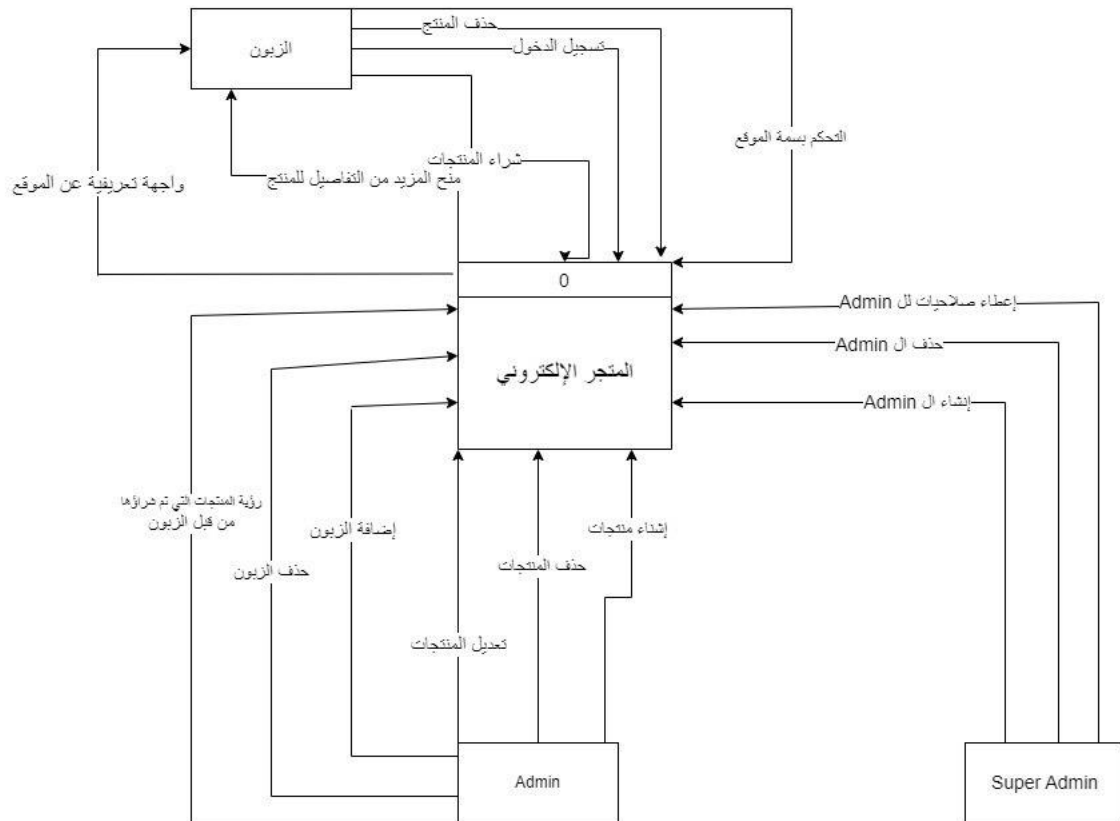 حذف المنتج
تسجيل الدخول
الزبون
التحكم بسمة الموقع
شراء المنتجات
منح المزيد من التفاصيل للمنتج
واجهة تعريفية عن الموقع
0
إعطاء صلاحيات لل Admin
حذف ال Admin
المتجر الإلكتروني
إنشاء ال Admin
رؤية المنتجات التي تم شراؤها
من قبل الزبون
إضافة الزبون
إشناء منتجات
حذف الزبون
حذف المنتجات
تعديل المنتجات
Admin
Super Admin